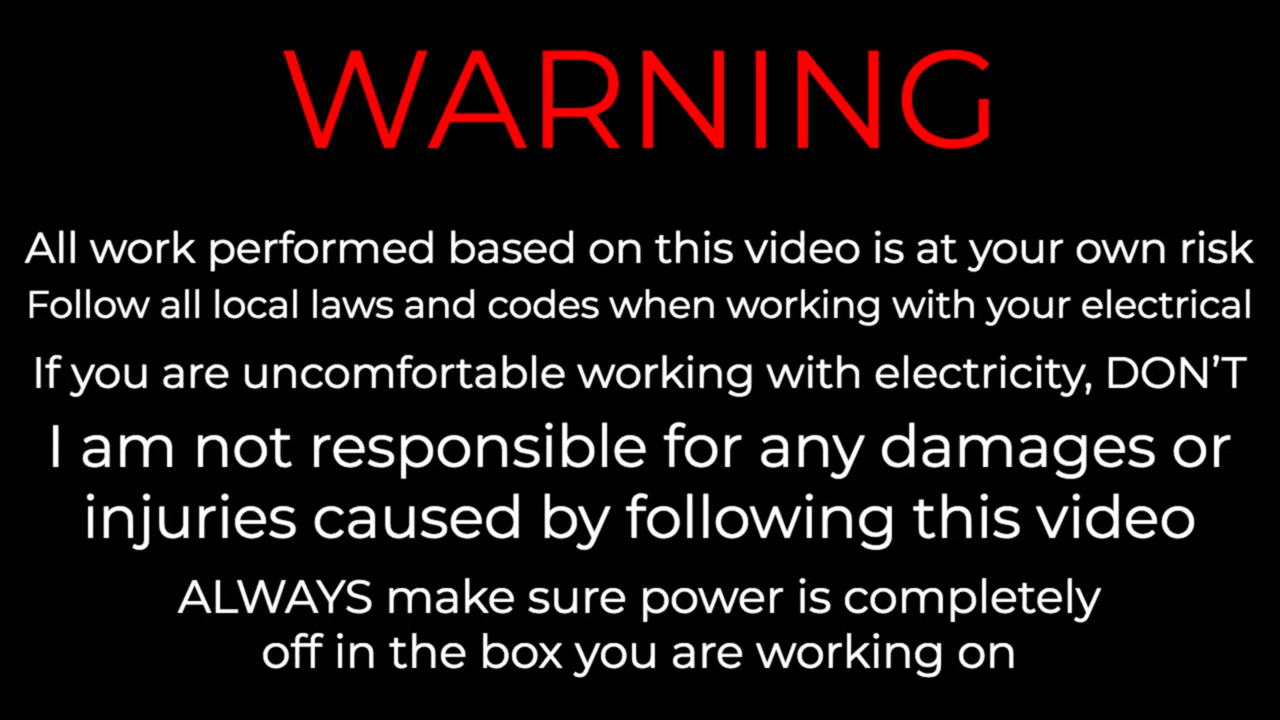 WARNING
All work performed based on this video is at your own risk
Follow all local laws and codes when working with your electrical
If you are uncomfortable working with electricity, DON’T
I am not responsible for any damages or
injuries caused by following this video
ALWAYS make sure power is completely
off in the box you are working on